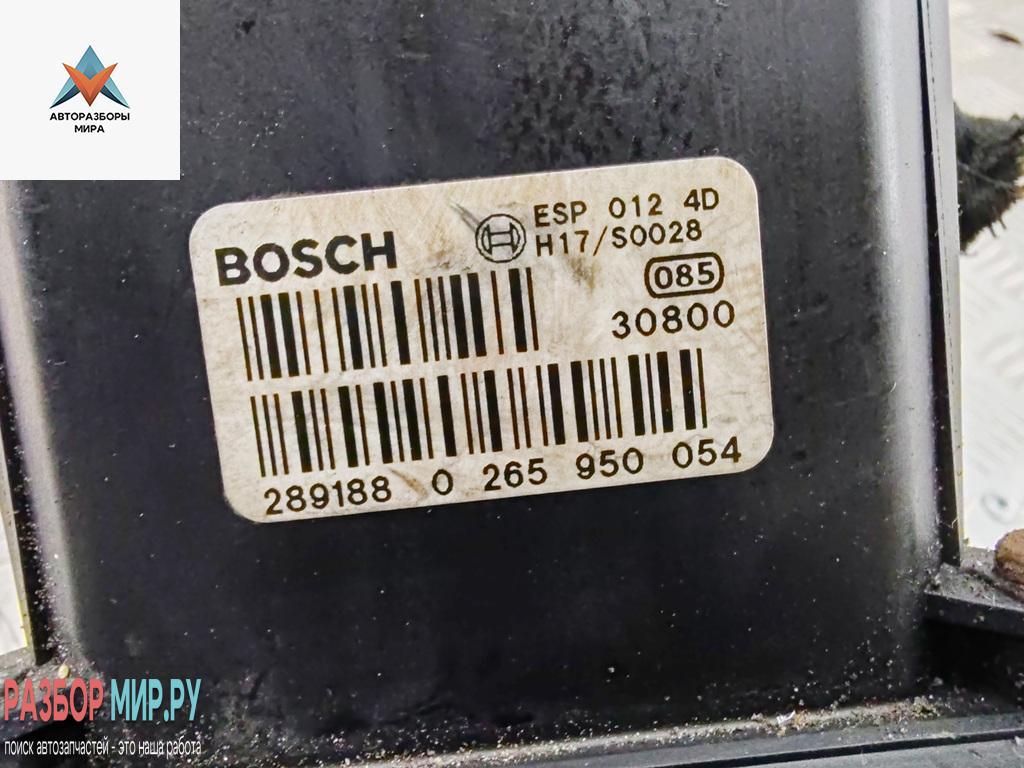 АВТОРАЗБОРЫ
МИРА
BOSCH
ESP 012 4D
H17/S0028
085
30800
289188 0 265 950 054
РАЗБОР МИР.РУ
поиск автозапчастей - это наша работа